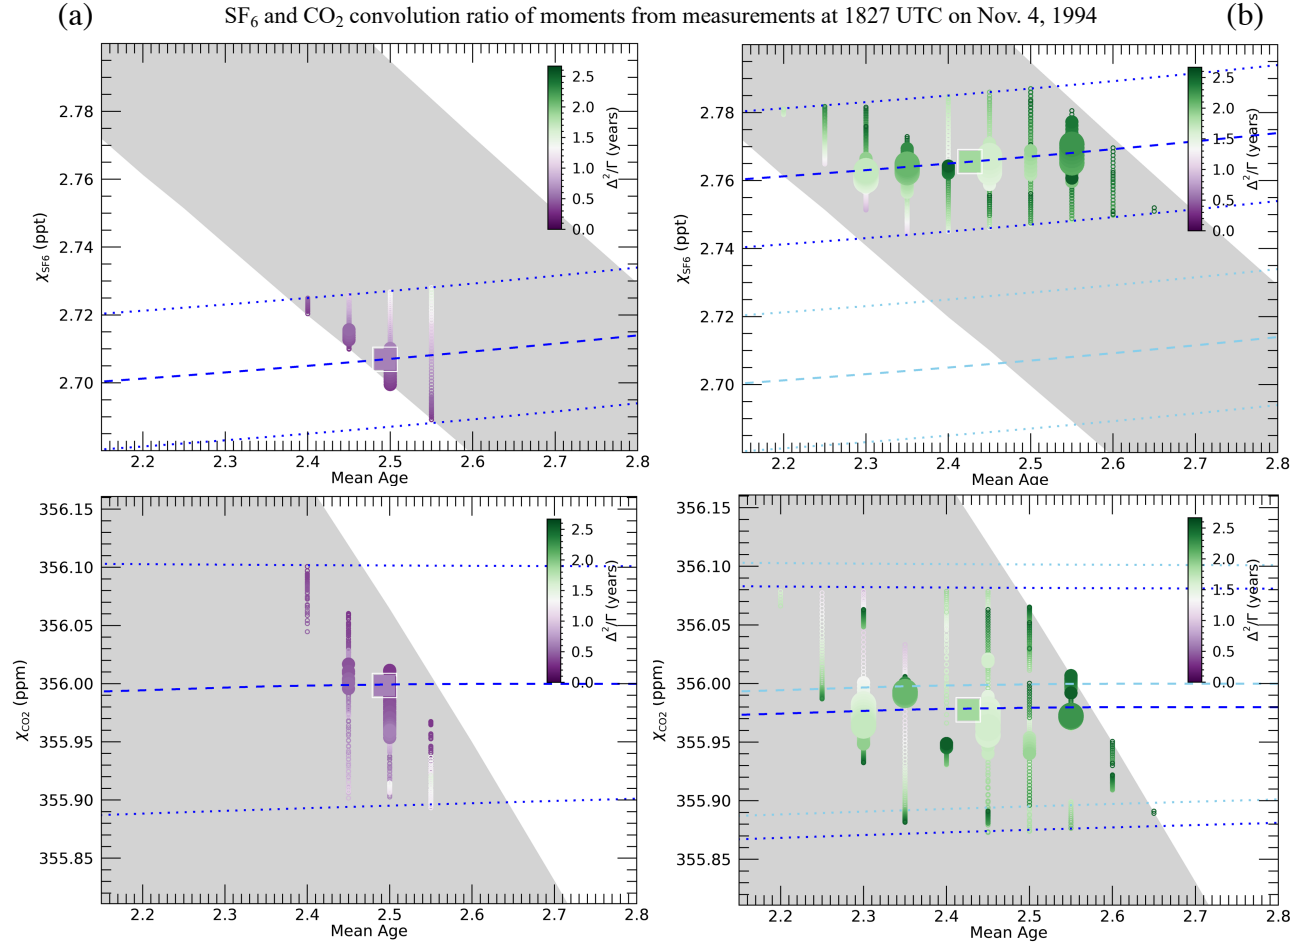 (a) SF6 and CO2 convolution ratio of moments from measurements at 1827 UTC on Nov. 4, 1994 (b)
2.78
2.76
2.74
2.72
2.70
χSF6 (ppt)
2.2 2.3 2.4 2.5 2.6 2.7 2.8
Mean Age
2.5
2.0
1.5
1.0
0.5
0.0
Δ²/Γ (years)
2.78
2.76
2.74
2.72
2.70
χSF6 (ppt)
2.2 2.3 2.4 2.5 2.6 2.7 2.8
Mean Age
2.5
2.0
1.5
1.0
0.5
0.0
Δ²/Γ (years)
356.15
356.10
356.05
356.00
355.95
355.90
355.85
χCO2 (ppm)
2.2 2.3 2.4 2.5 2.6 2.7 2.8
Mean Age
2.5
2.0
1.5
1.0
0.5
0.0
Δ²/Γ (years)
356.15
356.10
356.05
356.00
355.95
355.90
355.85
χCO2 (ppm)
2.2 2.3 2.4 2.5 2.6 2.7 2.8
Mean Age
2.5
2.0
1.5
1.0
0.5
0.0
Δ²/Γ (years)